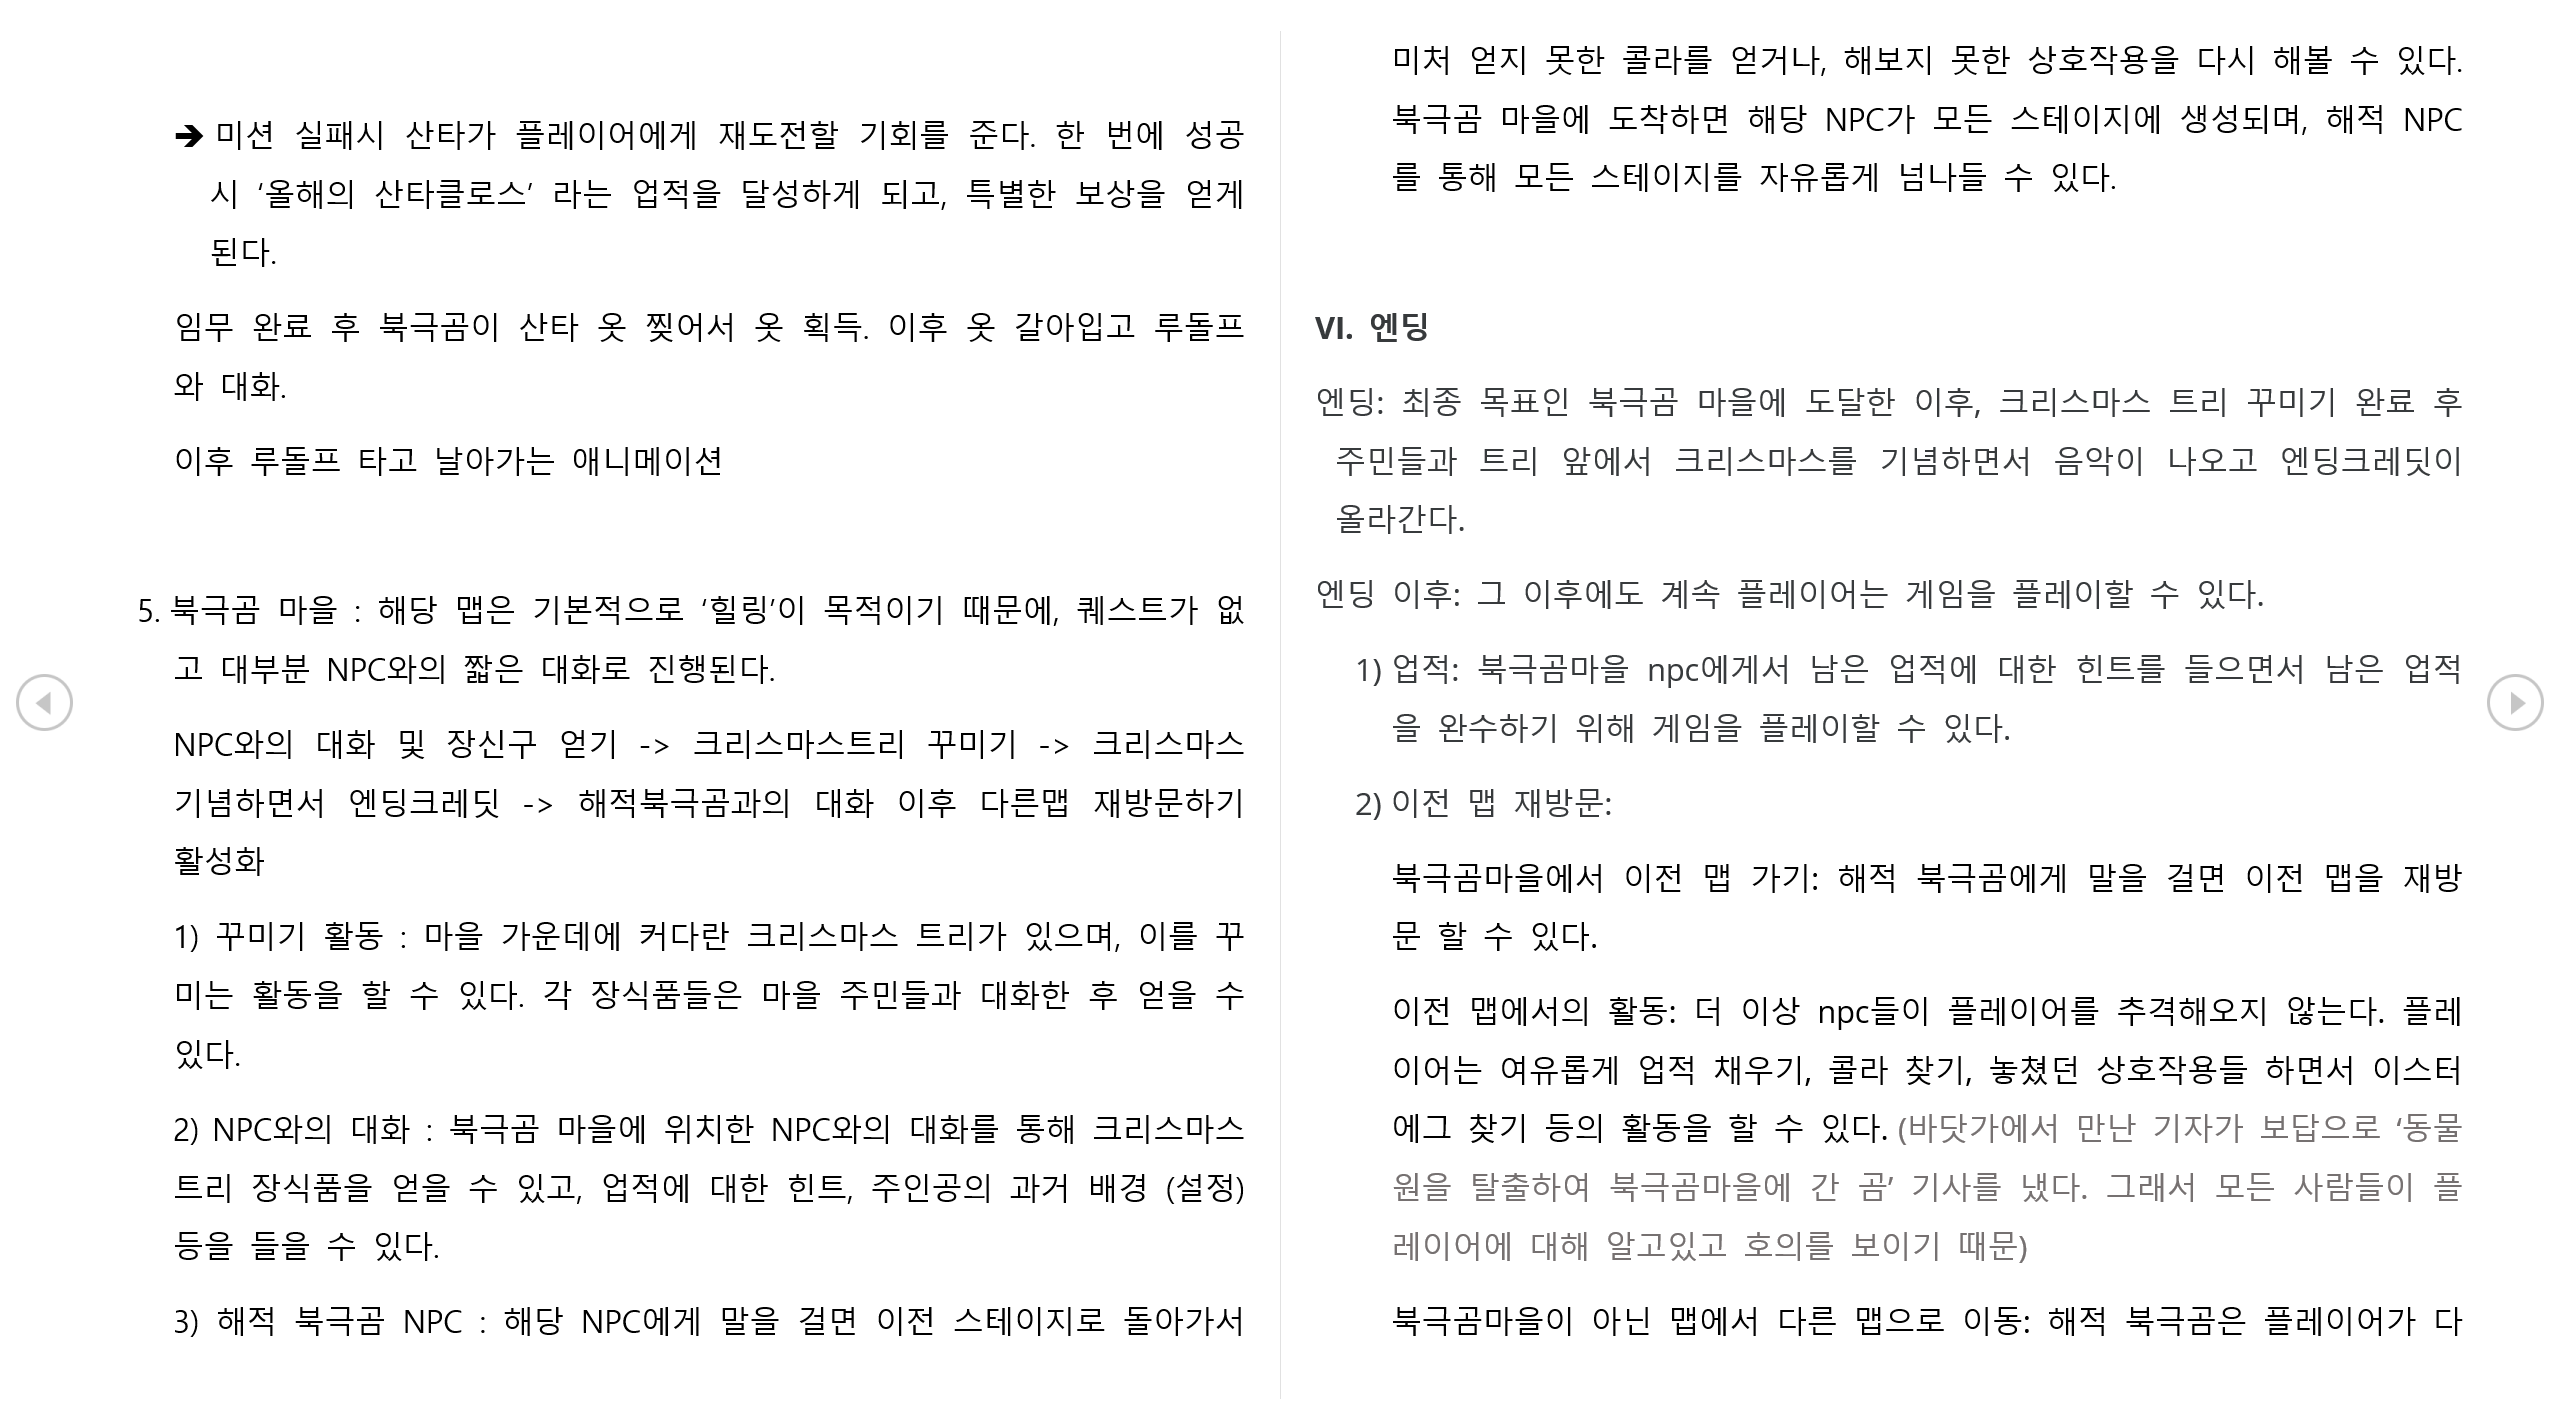 ➔ 미션 실패시 산타가 플레이어에게 재도전할 기회를 준다. 한 번에 성공
시 ‘올해의 산타클로스’ 라는 업적을 달성하게 되고, 특별한 보상을 얻게
된다.
임무 완료 후 북극곰이 산타 옷 찢어서 옷 획득. 이후 옷 갈아입고 루돌프
와 대화.
이후 루돌프 타고 날아가는 애니메이션
5. 북극곰 마을 : 해당 맵은 기본적으로 ‘힐링’이 목적이기 때문에, 퀘스트가 없
고 대부분 NPC와의 짧은 대화로 진행된다.
NPC와의 대화 및 장신구 얻기 -> 크리스마스트리 꾸미기 -> 크리스마스
기념하면서 엔딩크레딧 -> 해적북극곰과의 대화 이후 다른맵 재방문하기
활성화
1) 꾸미기 활동 : 마을 가운데에 커다란 크리스마스 트리가 있으며, 이를 꾸
미는 활동을 할 수 있다. 각 장식품들은 마을 주민들과 대화한 후 얻을 수
있다.
2) NPC와의 대화 : 북극곰 마을에 위치한 NPC와의 대화를 통해 크리스마스
트리 장식품을 얻을 수 있고, 업적에 대한 힌트, 주인공의 과거 배경 (설정)
등을 들을 수 있다.
3) 해적 북극곰 NPC : 해당 NPC에게 말을 걸면 이전 스테이지로 돌아가서
미처 얻지 못한 콜라를 얻거나, 해보지 못한 상호작용을 다시 해볼 수 있다.
북극곰 마을에 도착하면 해당 NPC가 모든 스테이지에 생성되며, 해적 NPC
를 통해 모든 스테이지를 자유롭게 넘나들 수 있다.
VI. 엔딩
엔딩: 최종 목표인 북극곰 마을에 도달한 이후, 크리스마스 트리 꾸미기 완료 후
주민들과 트리 앞에서 크리스마스를 기념하면서 음악이 나오고 엔딩크레딧이
올라간다.
엔딩 이후: 그 이후에도 계속 플레이어는 게임을 플레이할 수 있다.
1) 업적: 북극곰마을 npc에게서 남은 업적에 대한 힌트를 들으면서 남은 업적
을 완수하기 위해 게임을 플레이할 수 있다.
2) 이전 맵 재방문:
북극곰마을에서 이전 맵 가기: 해적 북극곰에게 말을 걸면 이전 맵을 재방
문 할 수 있다.
이전 맵에서의 활동: 더 이상 npc들이 플레이어를 추격해오지 않는다. 플레
이어는 여유롭게 업적 채우기, 콜라 찾기, 놓쳤던 상호작용들 하면서 이스터
에그 찾기 등의 활동을 할 수 있다. (바닷가에서 만난 기자가 보답으로 ‘동물
원을 탈출하여 북극곰마을에 간 곰’ 기사를 냈다. 그래서 모든 사람들이 플
레이어에 대해 알고있고 호의를 보이기 때문)
북극곰마을이 아닌 맵에서 다른 맵으로 이동: 해적 북극곰은 플레이어가 다